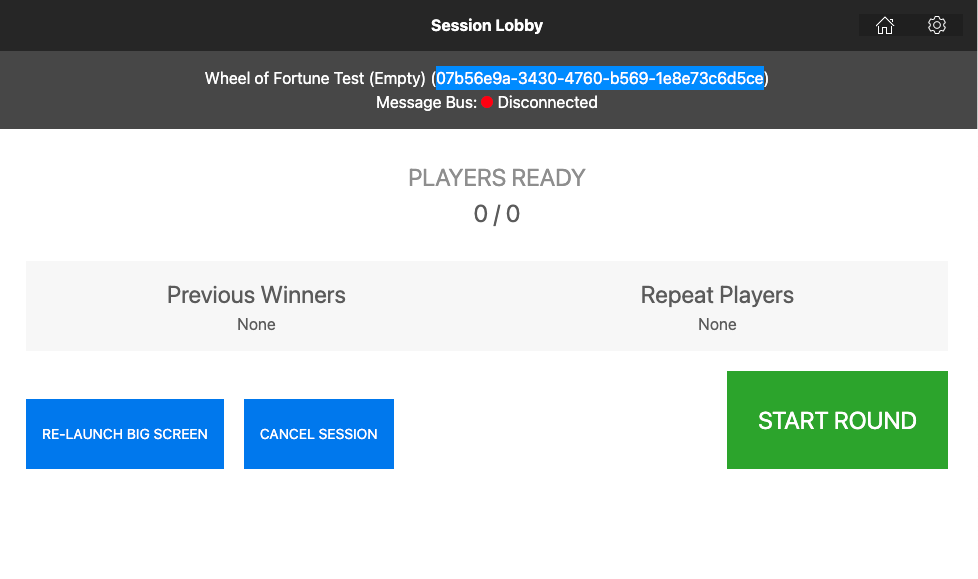 Session Lobby
Wheel of Fortune Test (Empty) (07b56e9a-3430-4760-b569-1e8e73c6d5ce)
Message Bus: Disconnected
PLAYERS READY
0 / 0
Previous Winners
None
Repeat Players
None
RE-LAUNCH BIG SCREEN
CANCEL SESSION
START ROUND